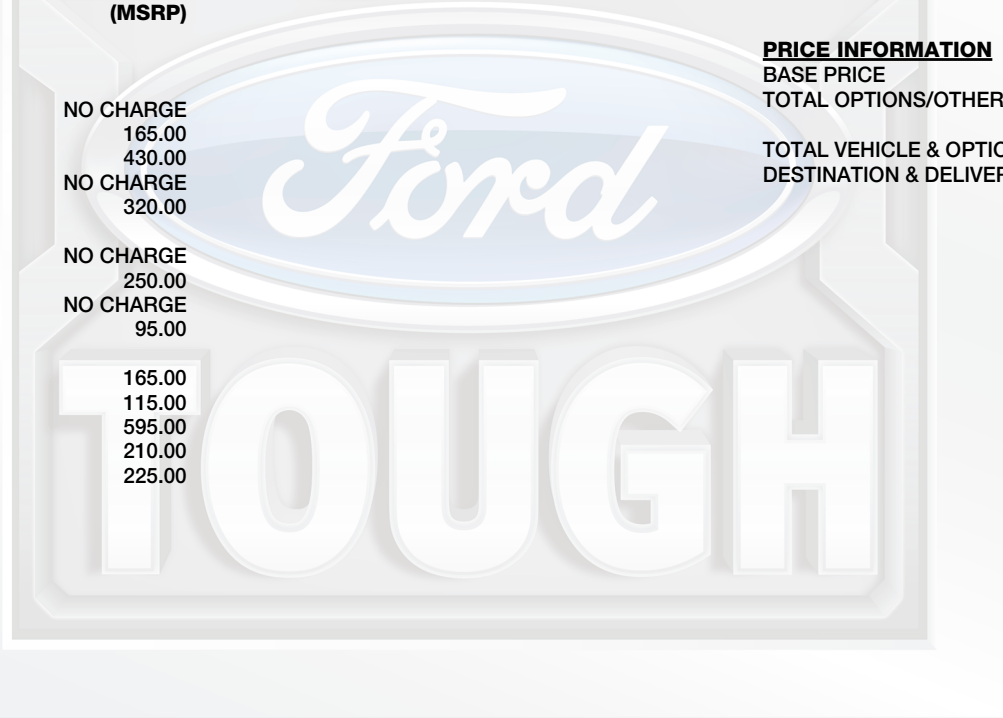 (MSRP)
NO CHARGE
165.00
430.00
NO CHARGE
320.00
NO CHARGE
250.00
NO CHARGE
95.00
165.00
115.00
595.00
210.00
225.00
PRICE INFORMATION
BASE PRICE
TOTAL OPTIONS/OTHER
TOTAL VEHICLE & OPTIO
DESTINATION & DELIVER
Ford
TOUGH